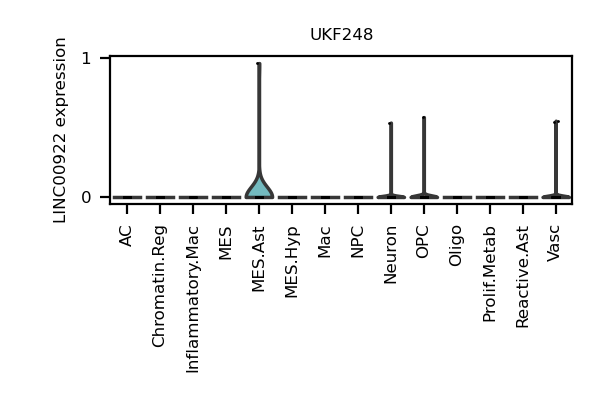 UKF248
LINC00922 expression
1
0
AC
Chromatin.Reg
Inflammatory.Mac
MES
MES.Ast
MES.Hyp
Mac
NPC
Neuron
OPC
Oligo
Prolif.Metab
Reactive.Ast
Vasc